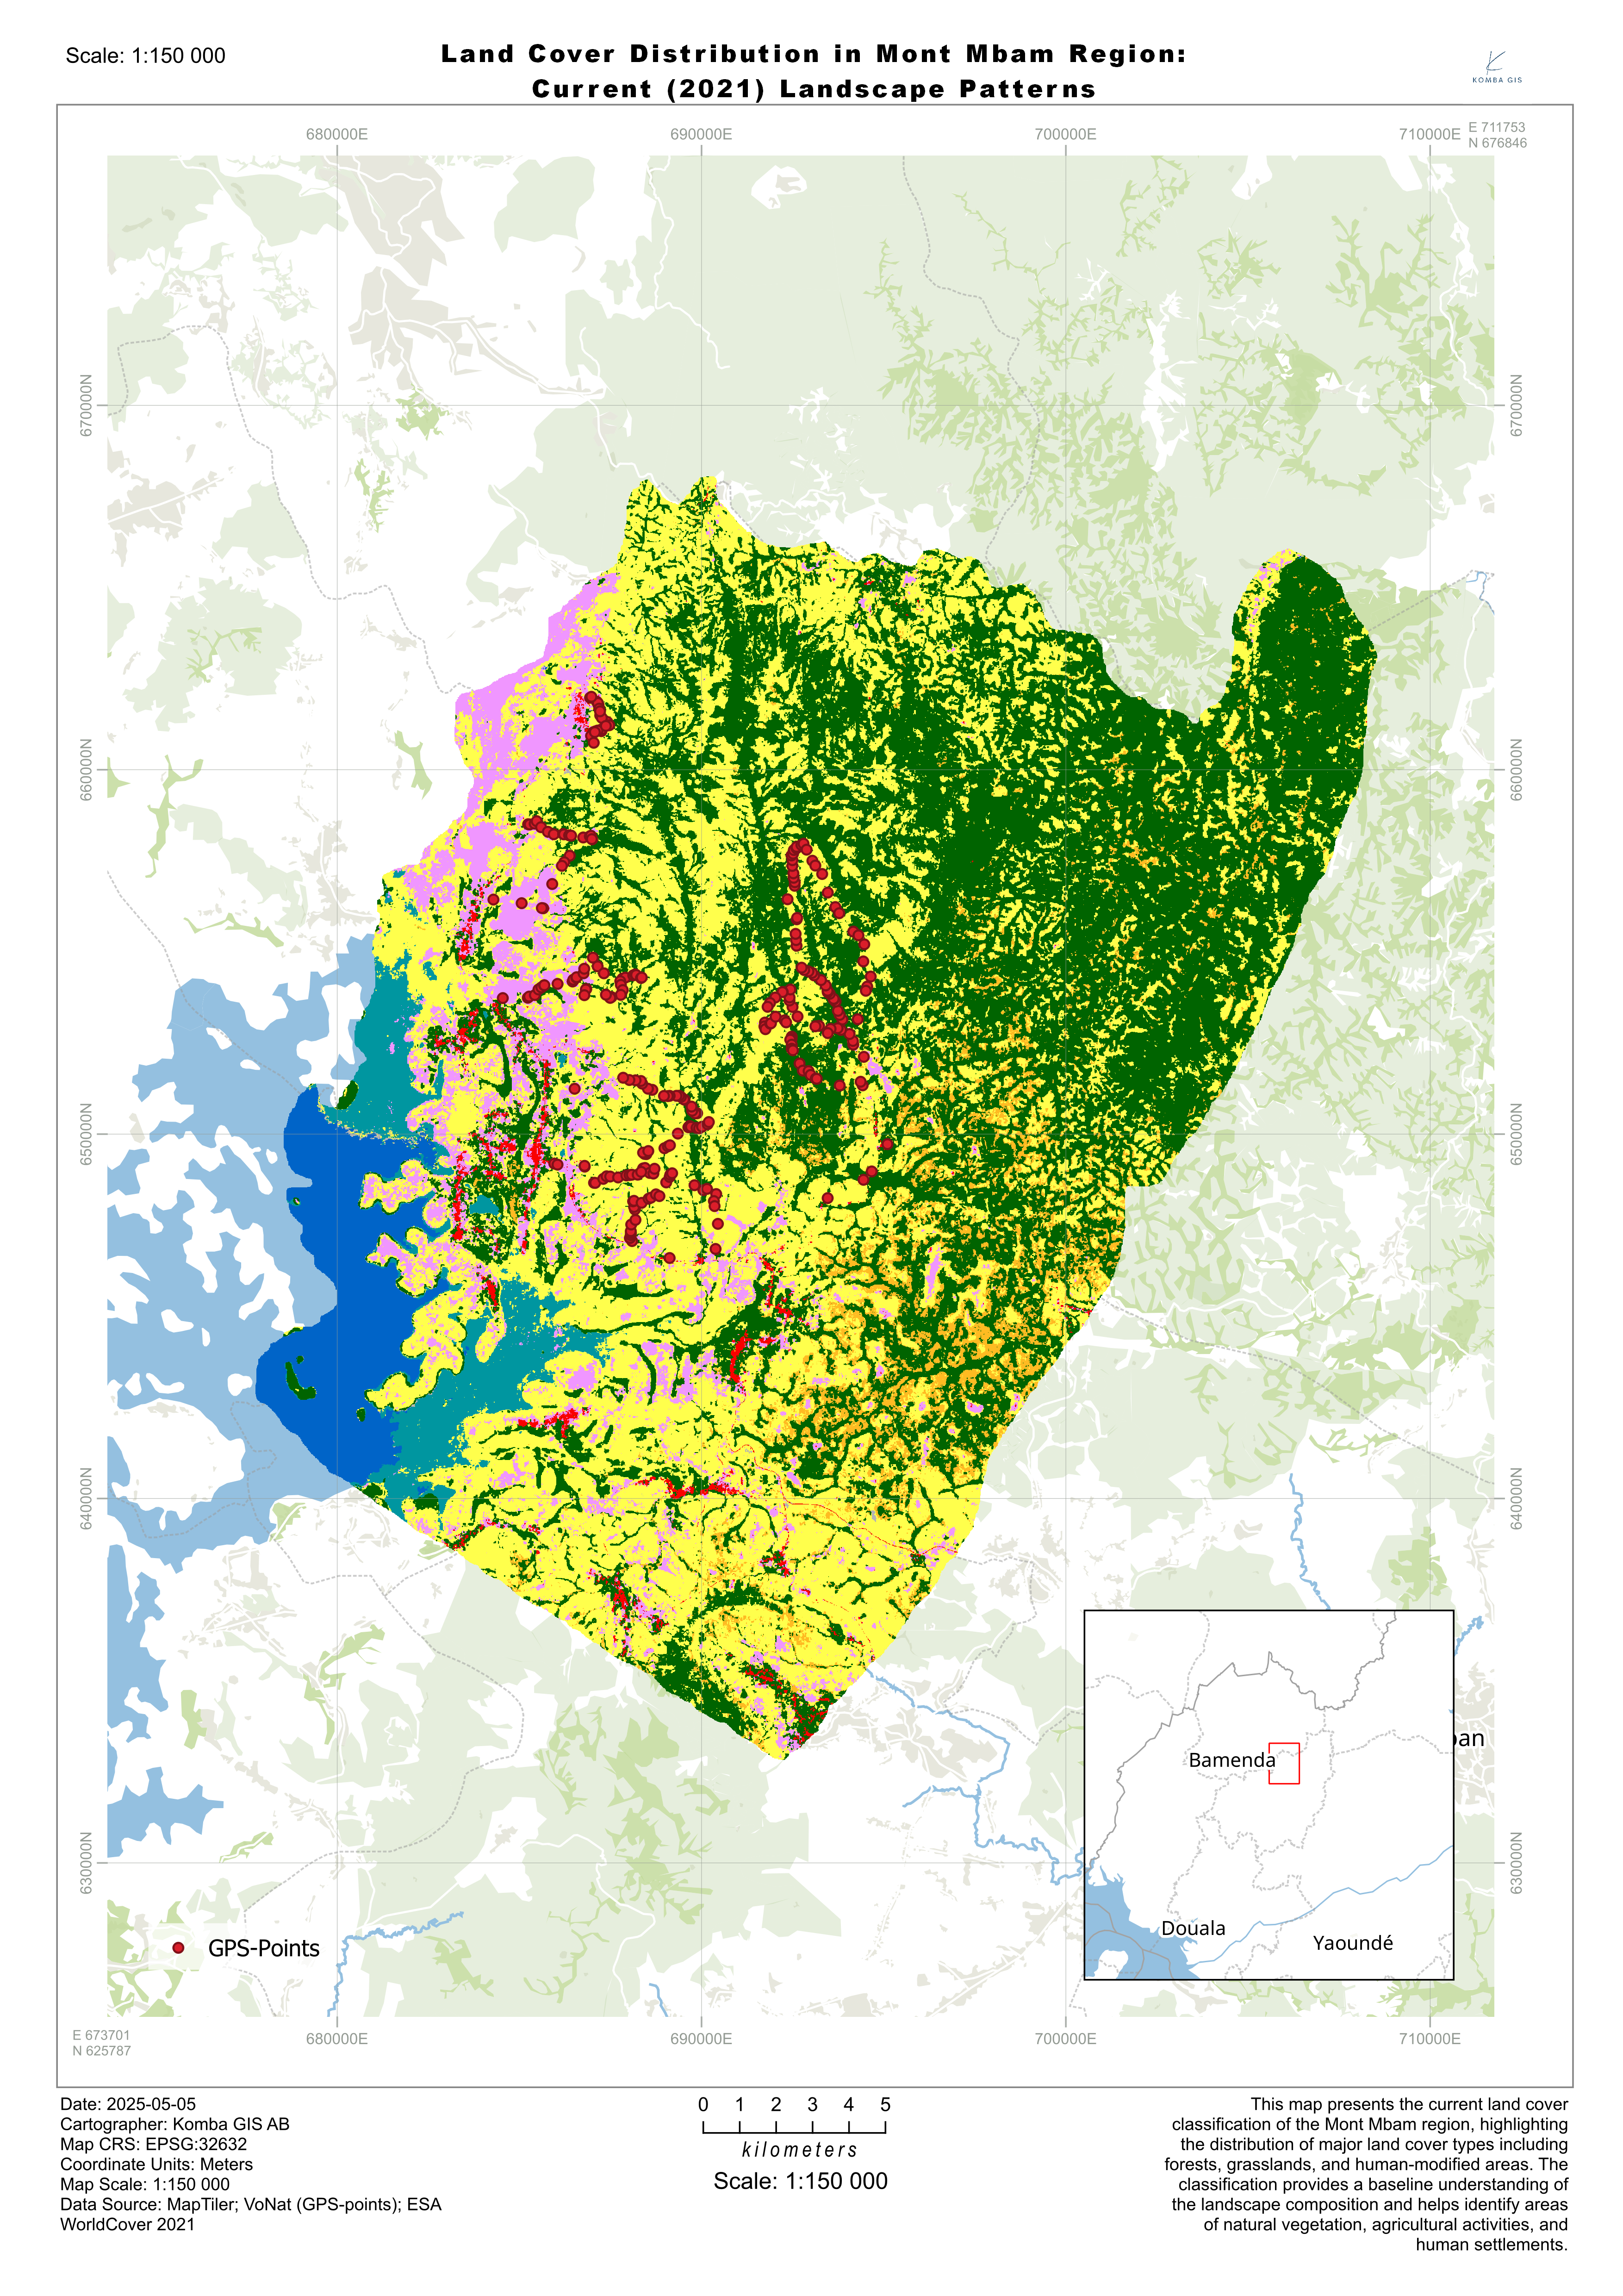 Scale: 1:150 000
Land Cover Distribution in Mont Mbam Region:
Current (2021) Landscape Patterns
KOMBA GIS
680000E
690000E
700000E
710000E
E 711753
N 676846
670000N
670000N
660000N
660000N
650000N
650000N
640000N
640000N
630000N
630000N
Bamenda
Douala
Yaoundé
GPS-Points
E 673701
N 625787
680000E
690000E
700000E
710000E
Date: 2025-05-05
Cartographer: Komba GIS AB
Map CRS: EPSG:32632
Coordinate Units: Meters
Map Scale: 1:150 000
Data Source: MapTiler; VoNat (GPS-points); ESA
WorldCover 2021
0 1 2 3 4 5
kilometers
Scale: 1:150 000
This map presents the current land cover
classification of the Mont Mbam region, highlighting
the distribution of major land cover types including
forests, grasslands, and human-modified areas. The
classification provides a baseline understanding of
the landscape composition and helps identify areas
of natural vegetation, agricultural activities, and
human settlements.